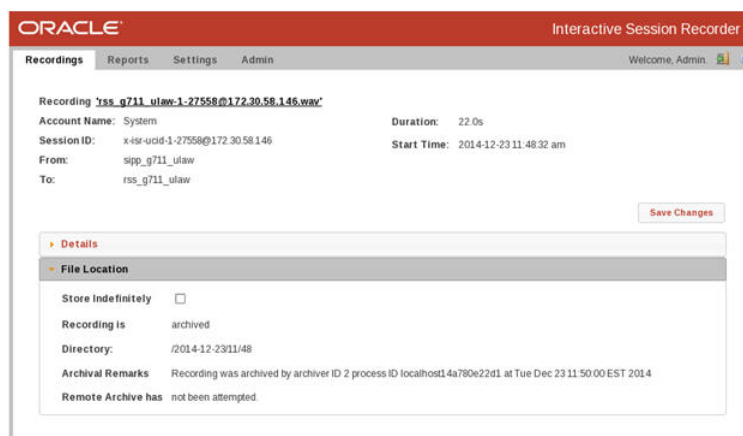 ORACLE
Interactive Session Recorder
Recordings Reports Settings Admin Welcome, Admin.
Recording 'rss_g711_ulaw-1-27558@172.30.58.146.wav'
Account Name: System Duration: 22.0s
Session ID: x-isr-ucid-1-27558@172.30.58.146 Start Time: 2014-12-23 11:48:32 am
From: sipp_g711_ulaw
To: rss_g711_ulaw
Save Changes
Details
File Location
Store Indefinitely
Recording is archived
Directory: /2014-12-23/11/48
Archival Remarks Recording was archived by archiver ID 2 process ID localhost14a780e22d1 at Tue Dec 23 11:50:00 EST 2014
Remote Archive has not been attempted.